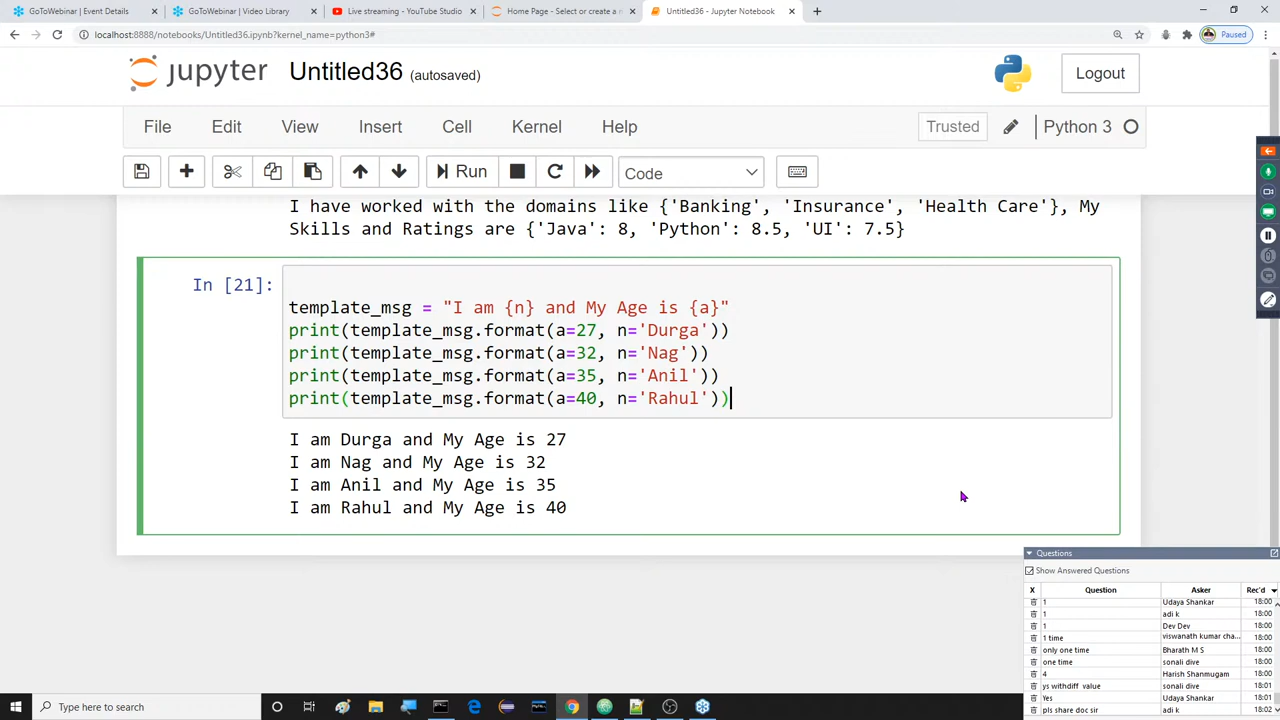 GoToWebinar | Event Details
GoToWebinar | Video Library
Live streaming - YouTube Studio
Home Page - Select or create a n
Untitled36 - Jupyter Notebook
localhost:8888/notebooks/Untitled36.ipynb?kernel_name=python3#
Paused
jupyter Untitled36 (autosaved)
Logout
File Edit View Insert Cell Kernel Help
Trusted Python 3
Run Code
I have worked with the domains like {'Banking', 'Insurance', 'Health Care'}, My
Skills and Ratings are {'Java': 8, 'Python': 8.5, 'UI': 7.5}
In [21]:
template_msg = "I am {n} and My Age is {a}"
print(template_msg.format(a=27, n='Durga'))
print(template_msg.format(a=32, n='Nag'))
print(template_msg.format(a=35, n='Anil'))
print(template_msg.format(a=40, n='Rahul'))
I am Durga and My Age is 27
I am Nag and My Age is 32
I am Anil and My Age is 35
I am Rahul and My Age is 40
Questions
Show Answered Questions
X Question Asker Rec'd
1 Udaya Shankar 18:00
1 adi k 18:00
1 Dev Dev 18:00
1 time viswanath kumar cha... 18:00
only one time Bharath M S 18:00
one time sonali dive 18:00
4 Harish Shanmugam 18:00
ys withdiff value sonali dive 18:01
Yes Udaya Shankar 18:01
pls share doc sir adi k 18:02
Type here to search